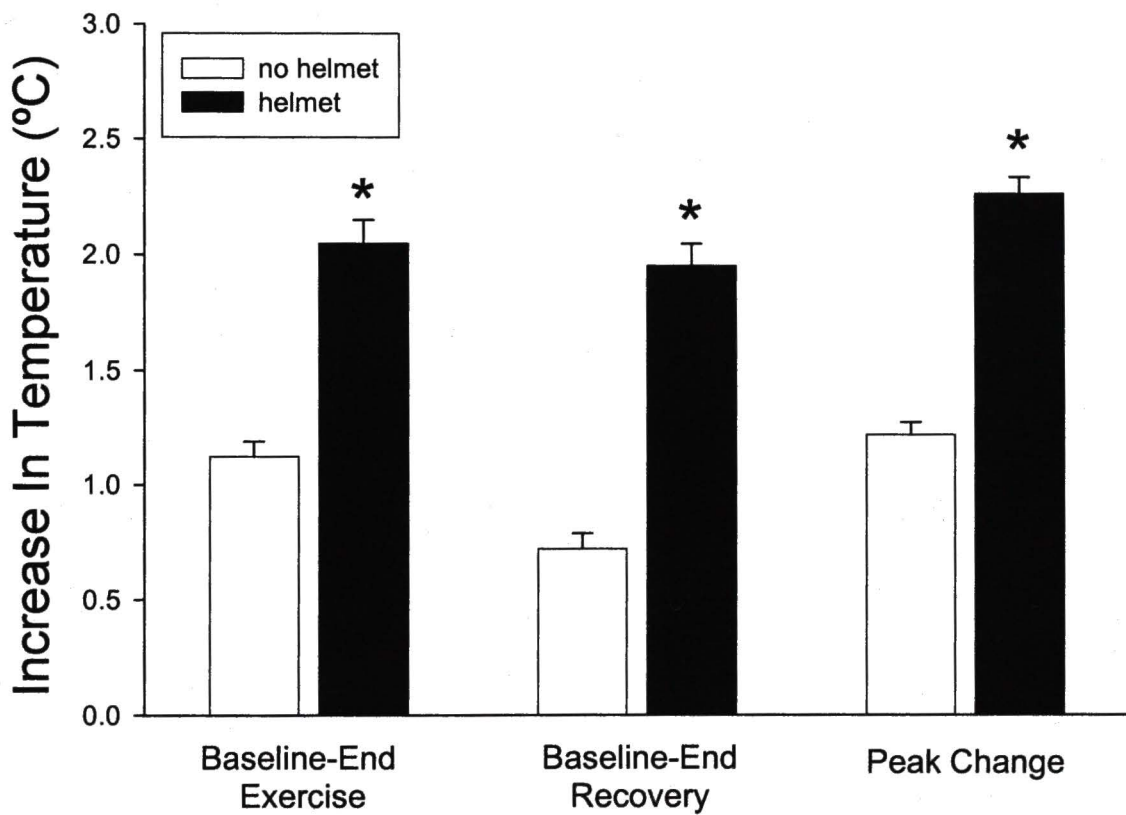 3.0
2.5
2.0
1.5
1.0
0.5
0.0
Increase In Temperature (ºC)
no helmet
helmet
*
*
*
Baseline-End
Exercise
Baseline-End
Recovery
Peak Change